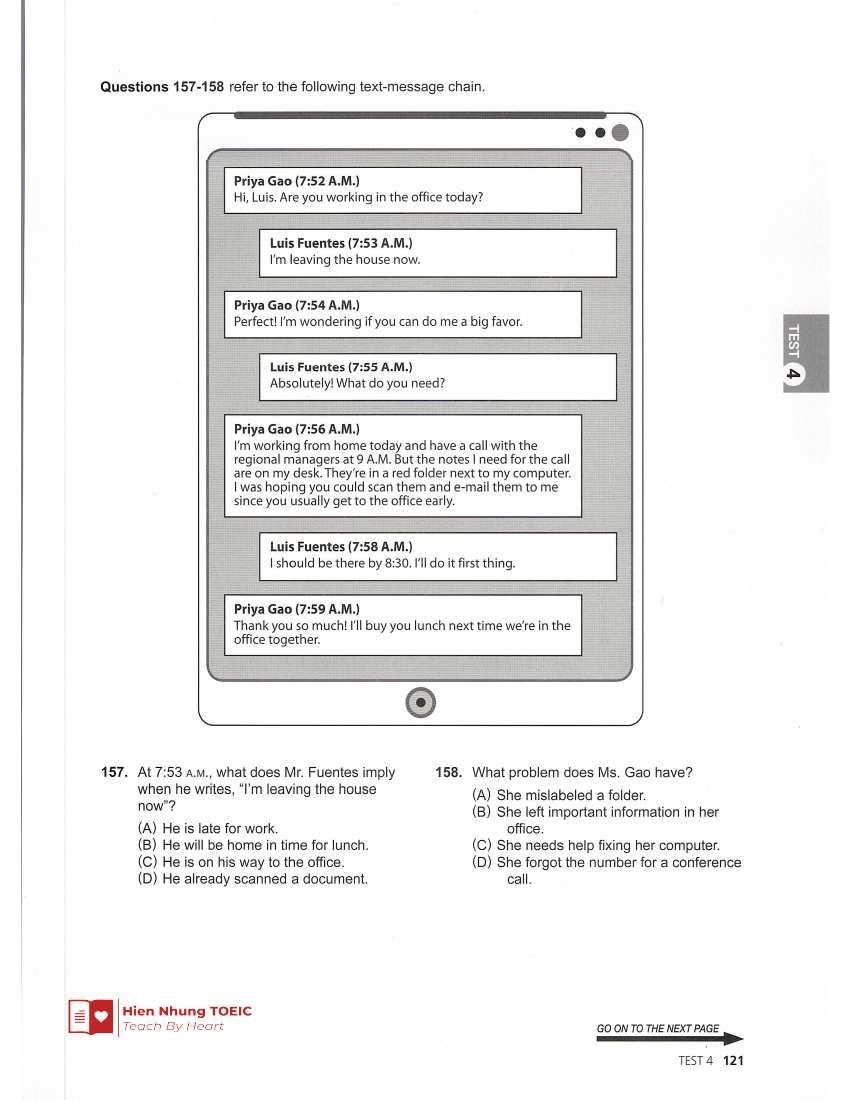 Questions 157-158 refer to the following text-message chain.
Priya Gao (7:52 A.M.)
Hi, Luis. Are you working in the office today?
Luis Fuentes (7:53 A.M.)
I'm leaving the house now.
Priya Gao (7:54 A.M.)
Perfect! I'm wondering if you can do me a big favor.
Luis Fuentes (7:55 A.M.)
Absolutely! What do you need?
Priya Gao (7:56 A.M.)
I'm working from home today and have a call with the
regional managers at 9 A.M. But the notes I need for the call
are on my desk. They're in a red folder next to my computer.
I was hoping you could scan them and e-mail them to me
since you usually get to the office early.
Luis Fuentes (7:58 A.M.)
I should be there by 8:30. I'll do it first thing.
Priya Gao (7:59 A.M.)
Thank you so much! I'll buy you lunch next time we're in the
office together.
TEST 4
157. At 7:53 A.M., what does Mr. Fuentes imply
when he writes, “I'm leaving the house
now”?
(A) He is late for work.
(B) He will be home in time for lunch.
(C) He is on his way to the office.
(D) He already scanned a document.
158. What problem does Ms. Gao have?
(A) She mislabeled a folder.
(B) She left important information in her
office.
(C) She needs help fixing her computer.
(D) She forgot the number for a conference
call.
Hien Nhung TOEIC
Teach By Heart
GO ON TO THE NEXT PAGE
TEST 4 121